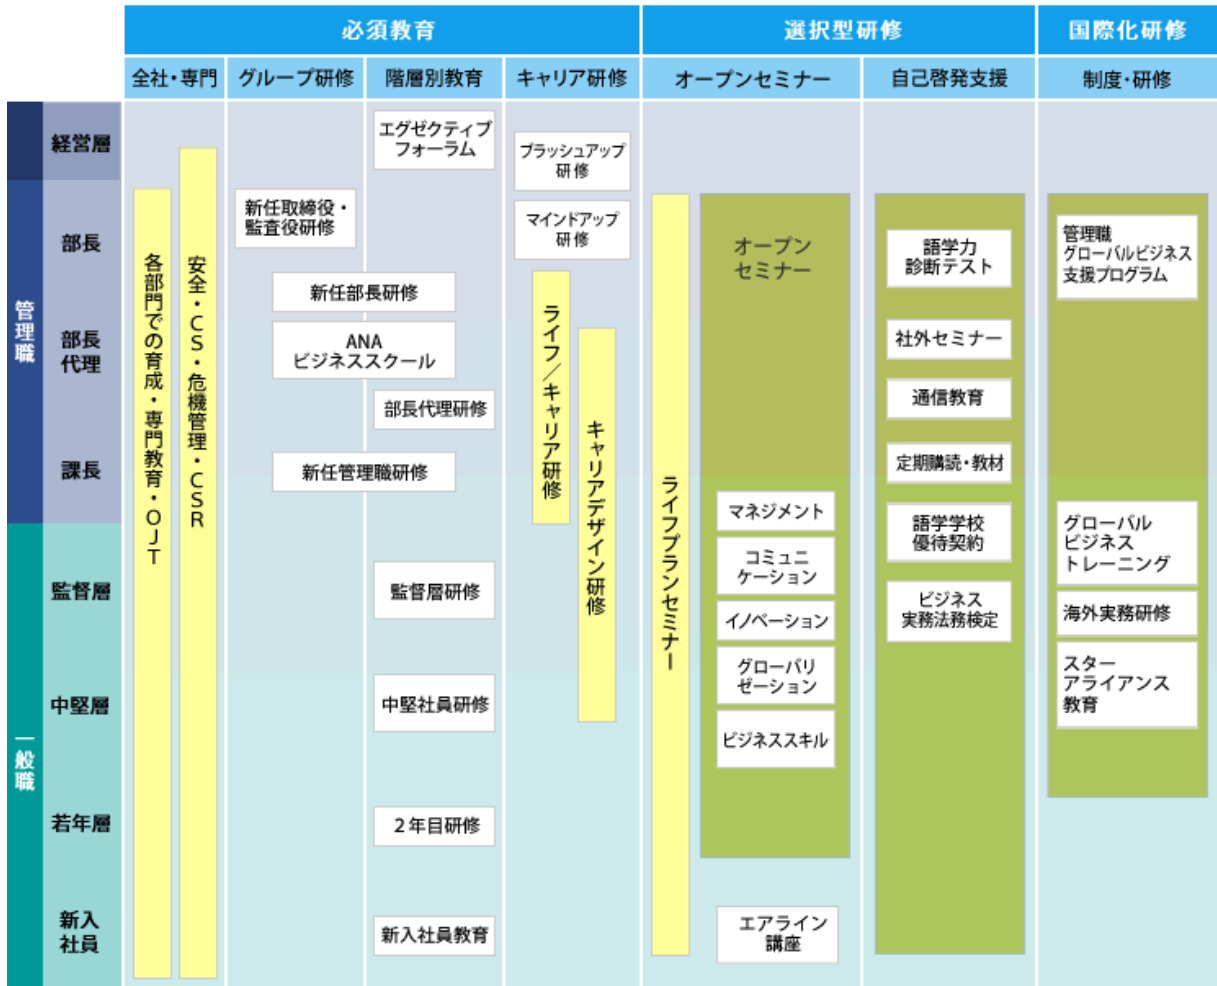 必須教育
選択型研修
国際化研修
全社・専門
グループ研修
階層別教育
キャリア研修
オープンセミナー
自己啓発支援
制度・研修
経営層
管理職
部長
部長
代理
課長
一般職
監督層
中堅層
若年層
新入
社員
各部門での育成・専門教育・OJT
安全・CS・危機管理・CSR
新任取締役・
監査役研修
新任部長研修
ANA
ビジネススクール
新任管理職研修
エグゼクティブ
フォーラム
部長代理研修
監督層研修
中堅社員研修
2年目研修
新入社員教育
ブラッシュアップ
研修
マインドアップ
研修
ライフ／キャリア研修
キャリアデザイン研修
ライフプランセミナー
オープン
セミナー
マネジメント
コミュニ
ケーション
イノベーション
グローバリ
ゼーション
ビジネススキル
エアライン
講座
語学力
診断テスト
社外セミナー
通信教育
定期購読・教材
語学学校
優待契約
ビジネス
実務法務検定
管理職
グローバルビジネス
支援プログラム
グローバル
ビジネス
トレーニング
海外実務研修
スター
アライアンス
教育